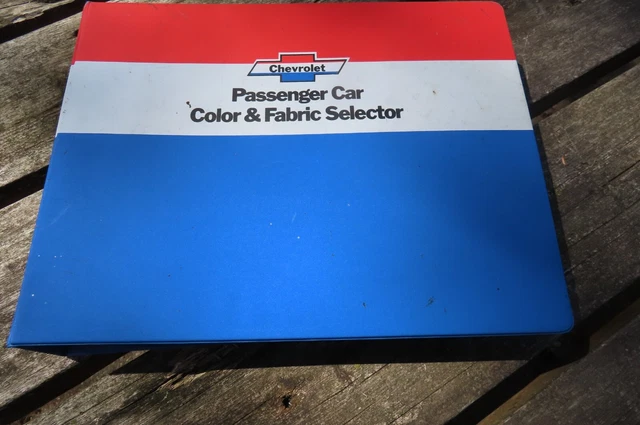 Chevrolet
Passenger Car
Color & Fabric Selector